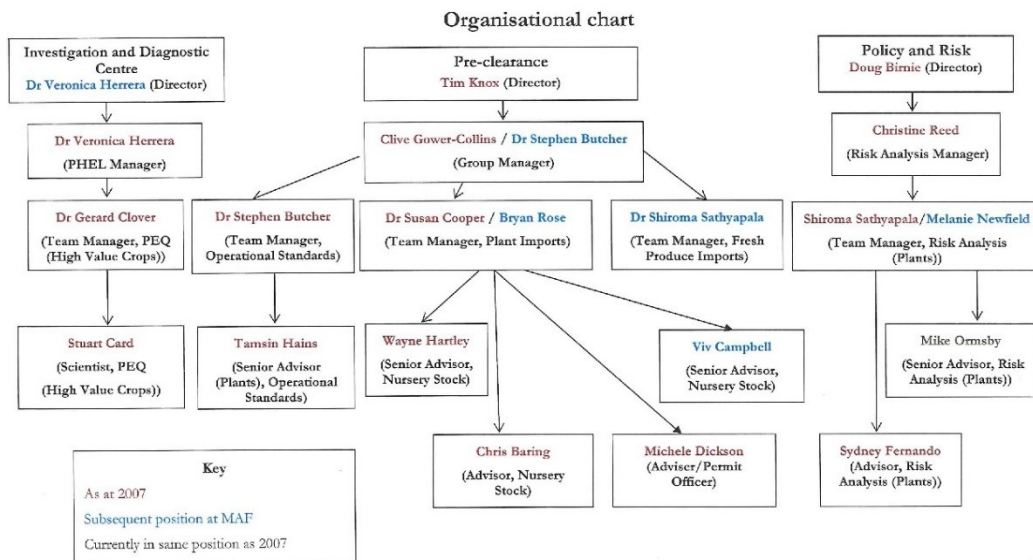 Organisational chart
Investigation and Diagnostic
Centre
Dr Veronica Herrera (Director)
Pre-clearance
Tim Knox (Director)
Policy and Risk
Doug Birnie (Director)
Dr Veronica Herrera
(PHEL Manager)
Clive Gower-Collins / Dr Stephen Butcher
(Group Manager)
Christine Reed
(Risk Analysis Manager)
Dr Gerard Clover
(Team Manager, PEQ
(High Value Crops))
Dr Stephen Butcher
(Team Manager,
Operational Standards)
Dr Susan Cooper / Bryan Rose
(Team Manager, Plant Imports)
Dr Shiroma Sathyapala
(Team Manager, Fresh
Produce Imports)
Shiroma Sathyapala/Melanie Newfield
(Team Manager, Risk Analysis
(Plants))
Stuart Card
(Scientist, PEQ
(High Value Crops))
Tamsin Hains
(Senior Advisor
(Plants), Operational
Standards)
Wayne Hartley
(Senior Advisor,
Nursery Stock)
Viv Campbell
(Senior Advisor,
Nursery Stock)
Mike Ormsby
(Senior Advisor, Risk
Analysis (Plants))
Chris Baring
(Advisor, Nursery
Stock)
Michele Dickson
(Adviser/Permit
Officer)
Sydney Fernando
(Advisor, Risk
Analysis (Plants))
Key
As at 2007
Subsequent position at MAF
Currently in same position as 2007